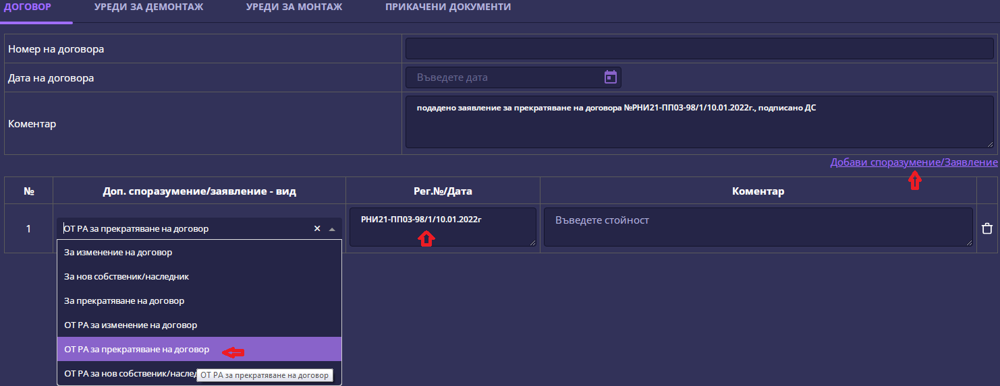 ДОГОВОР УРЕДИ ЗА ДЕМОНТАЖ УРЕДИ ЗА МОНТАЖ ПРИКАЧЕНИ ДОКУМЕНТИ
Номер на договора
Дата на договора Въведете дата
подадено заявление за прекратяване на договора №РНИ21-ПП03-98/1/10.01.2022г., подписано ДС
Коментар
Добави споразумение/Заявление
№ Доп. споразумение/заявление - вид Рег.№/Дата Коментар
1 ОТ РА за прекратяване на договор РНИ21-ПП03-98/1/10.01.2022г Въведете стойност
За изменение на договор
За нов собственик/наследник
За прекратяване на договор
ОТ РА за изменение на договор
ОТ РА за прекратяване на договор
ОТ РА за нов собственик/наслед
ОТ РА за прекратяване на договор